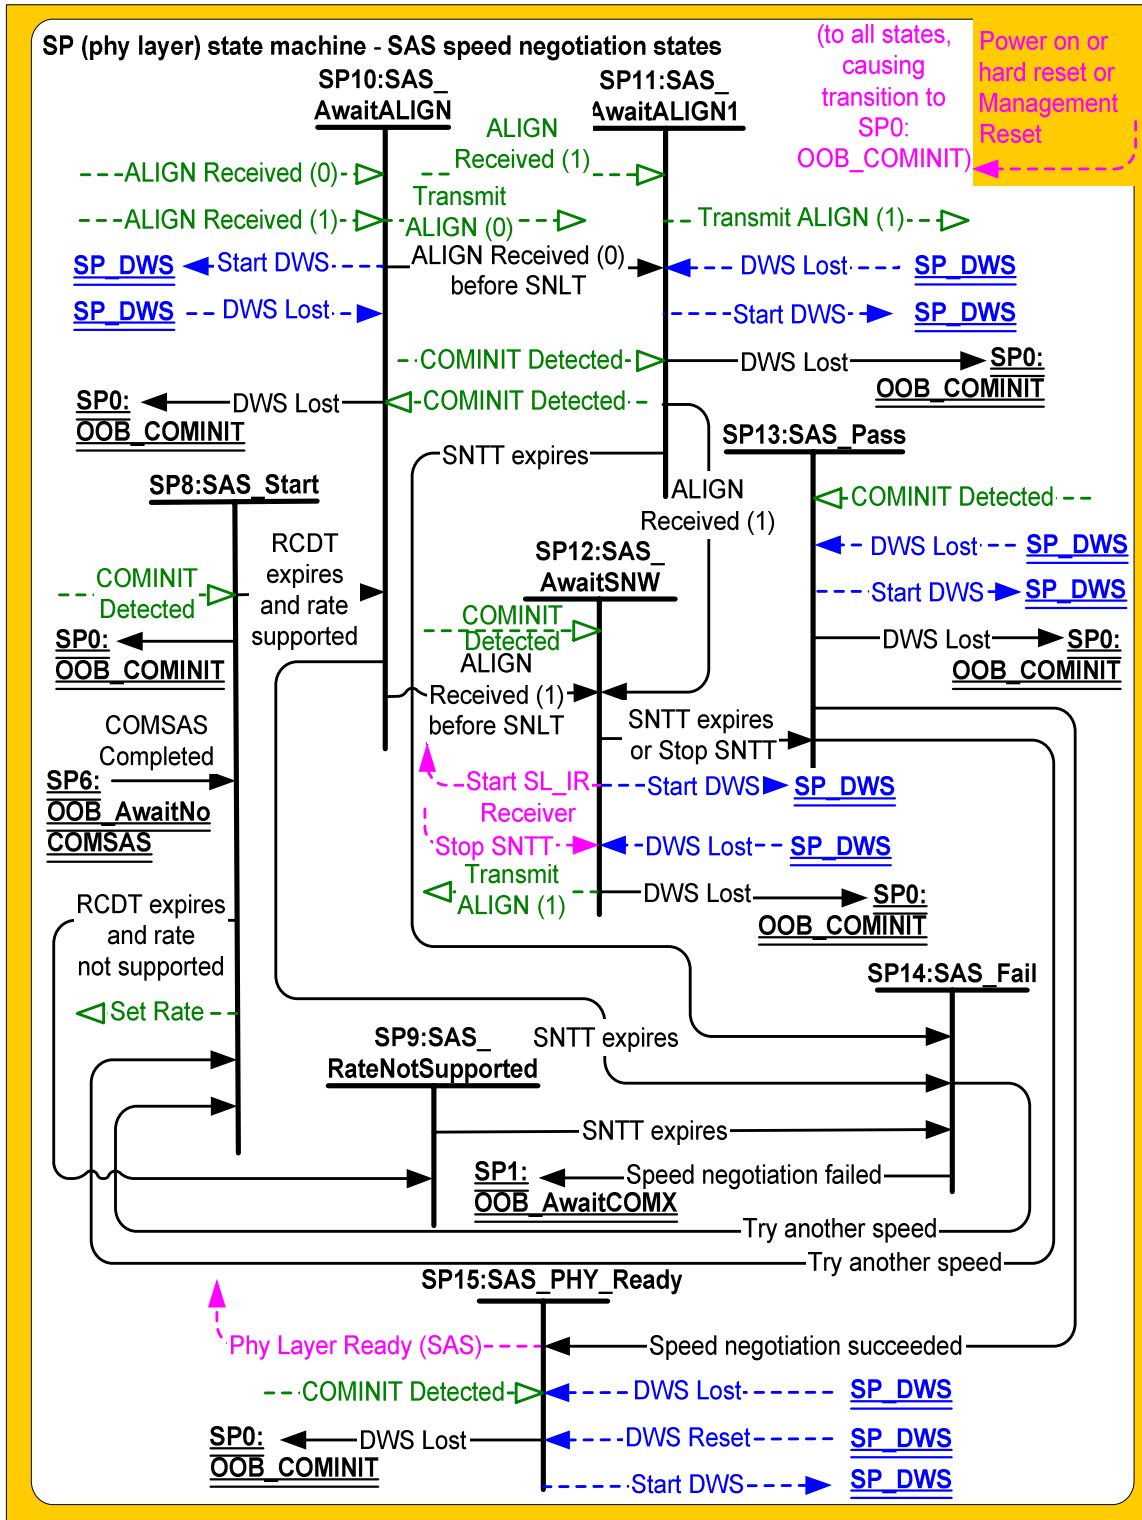 SP (phy layer) state machine - SAS speed negotiation states
(to all states,
causing
transition to
SP0:
OOB_COMINIT)
Power on or
hard reset or
Management
Reset
SP10:SAS_
AwaitALIGN
SP11:SAS_
AwaitALIGN1
ALIGN Received (0)
ALIGN
Received (1)
ALIGN Received (1)
Transmit
ALIGN (0)
Transmit ALIGN (1)
SP_DWS
Start DWS
ALIGN Received (0)
before SNLT
DWS Lost
SP_DWS
SP_DWS
DWS Lost
Start DWS
SP_DWS
COMINIT Detected
DWS Lost
SP0:
OOB_COMINIT
SP0:
OOB_COMINIT
DWS Lost
COMINIT Detected
SP13:SAS_Pass
SNTT expires
SP8:SAS_Start
ALIGN
Received (1)
COMINIT Detected
RCDT
expires
and rate
supported
SP12:SAS_
AwaitSNW
DWS Lost
SP_DWS
COMINIT
Detected
Start DWS
SP_DWS
COMINIT
Detected
SP0:
OOB_COMINIT
DWS Lost
SP0:
OOB_COMINIT
ALIGN
Received (1)
before SNLT
COMSAS
Completed
SNTT expires
or Stop SNTT
SP6:
OOB_AwaitNo
COMSAS
Start SL_IR
Receiver
Start DWS
SP_DWS
Stop SNTT
DWS Lost
SP_DWS
Transmit
ALIGN (1)
DWS Lost
SP0:
OOB_COMINIT
RCDT expires
and rate
not supported
SP14:SAS_Fail
Set Rate
SP9:SAS_
RateNotSupported
SNTT expires
SNTT expires
SP1:
OOB_AwaitCOMX
Speed negotiation failed
Try another speed
Try another speed
SP15:SAS_PHY_Ready
Phy Layer Ready (SAS)
Speed negotiation succeeded
COMINIT Detected
DWS Lost
SP_DWS
SP0:
OOB_COMINIT
DWS Lost
DWS Reset
SP_DWS
Start DWS
SP_DWS